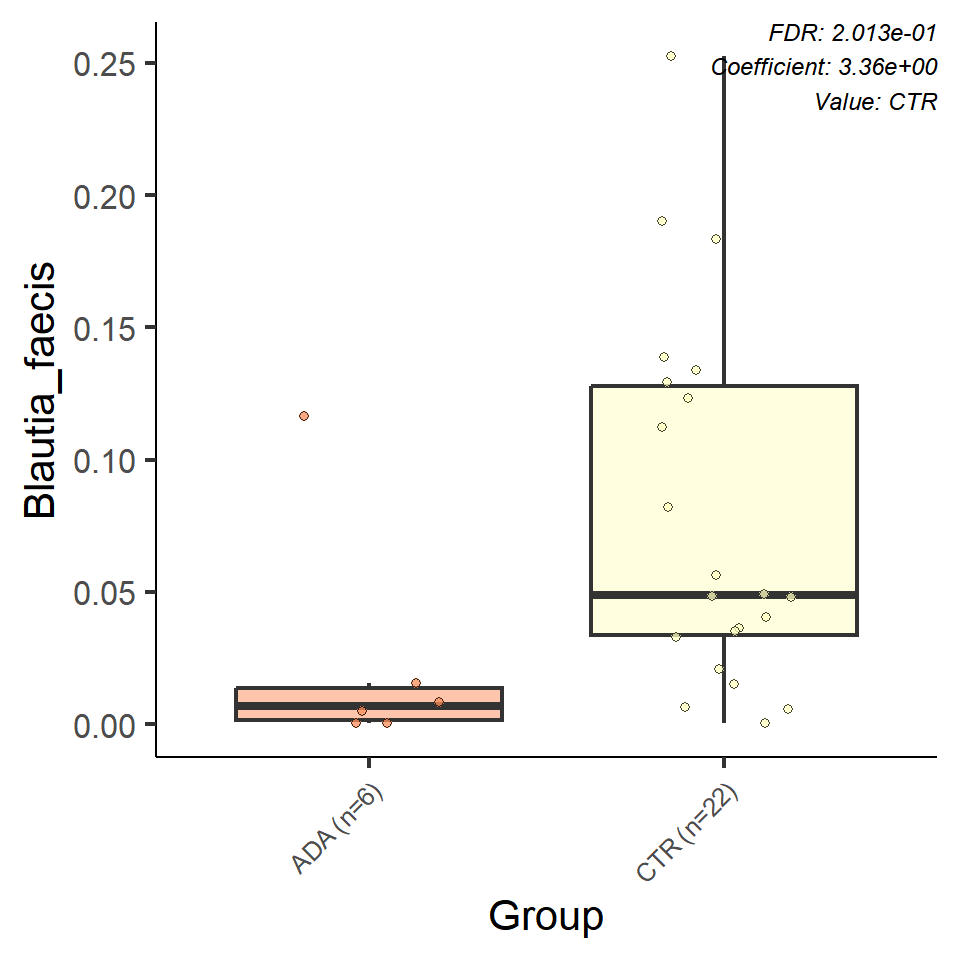 FDR: 2.013e-01
Coefficient: 3.36e+00
Value: CTR
Blautia_faecis
0.25
0.20
0.15
0.10
0.05
0.00
ADA (n=6)
CTR (n=22)
Group